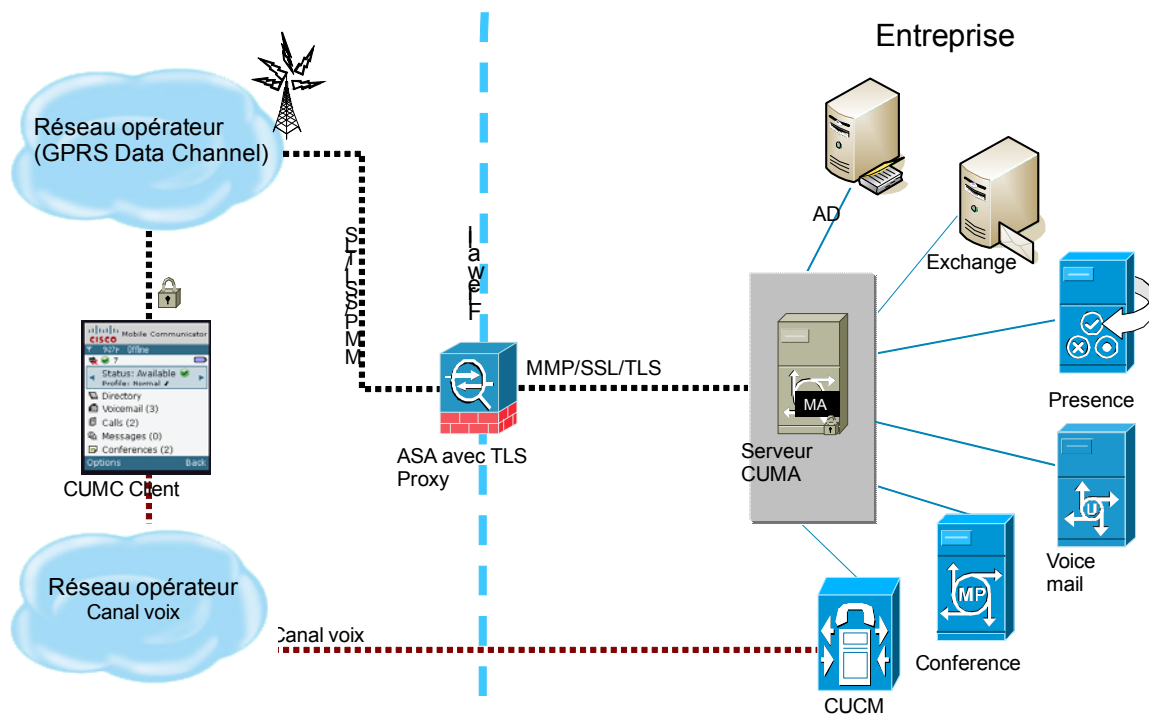 Entreprise
Réseau opérateur
(GPRS Data Channel)
AD
Exchange
MMP/SSL/TLS
Firewall
CISCO Mobile Communicator
Offline
7
Status: Available
Profile: Normal
Directory
Voicemail (3)
Calls (2)
Messages (0)
Conferences (2)
Options Back
CUMC Client
MMP/SSL/TLS
ASA avec TLS
Proxy
MA
Serveur
CUMA
Presence
U
Voice
mail
MP
Conference
Réseau opérateur
Canal voix
Canal voix
CUCM